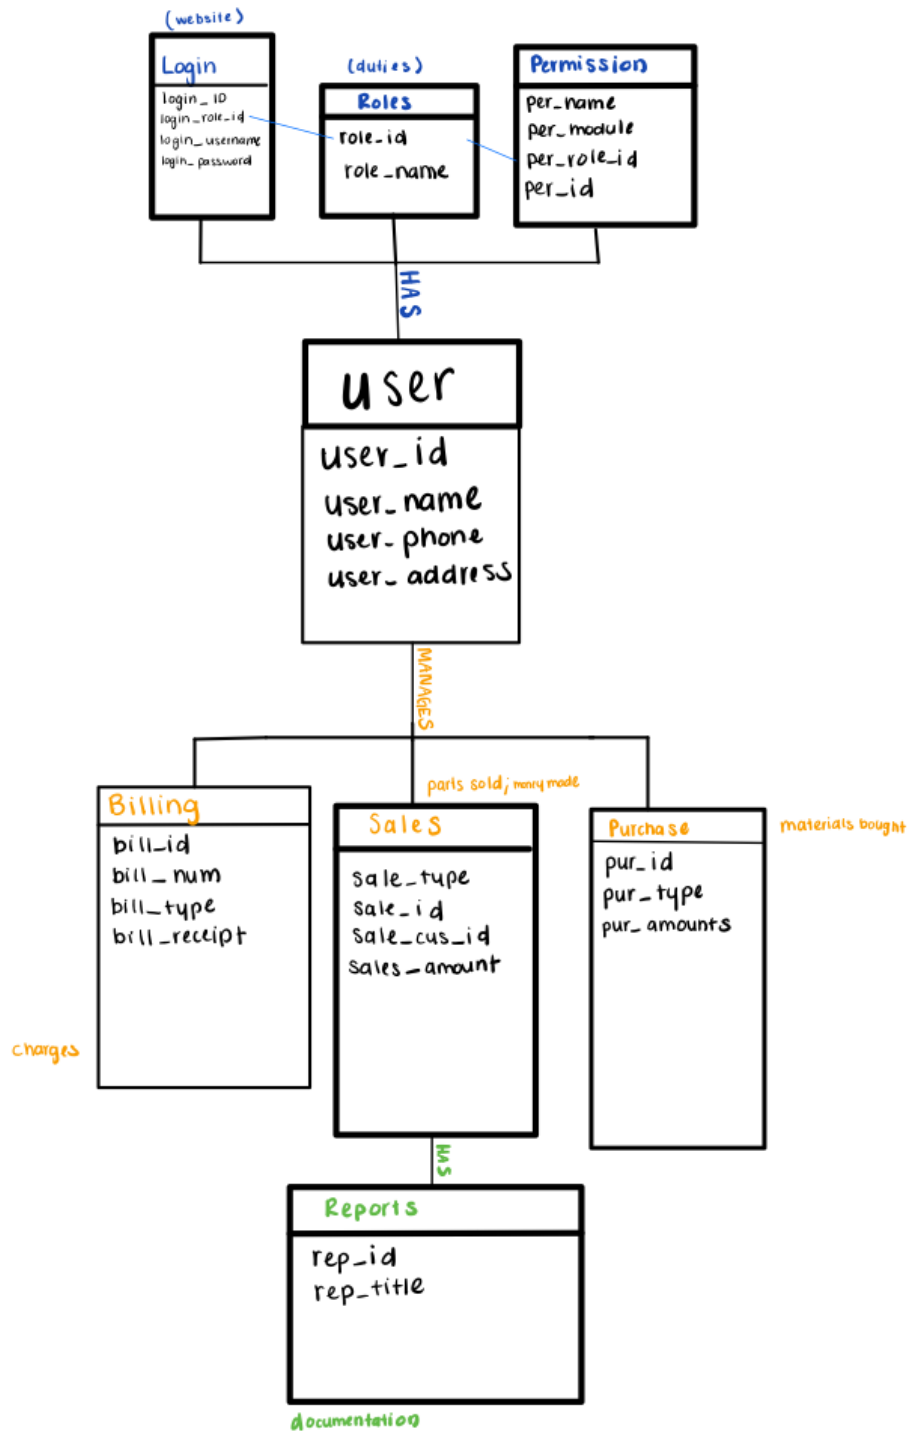 (website)
Login
login_ID
login_role_id
login_username
login_password
(duties)
Roles
role_id
role_name
Permission
per_name
per_module
per_role_id
per_id
HAS
user
user_id
user_name
user_phone
user_address
MANAGES
Billing
bill_id
bill_num
bill_type
bill_receipt
charges
parts sold; money made
Sales
sale_type
sale_id
sale_cus_id
sales_amount
Purchase
pur_id
pur_type
pur_amounts
materials bought
HAS
Reports
rep_id
rep_title
documentation